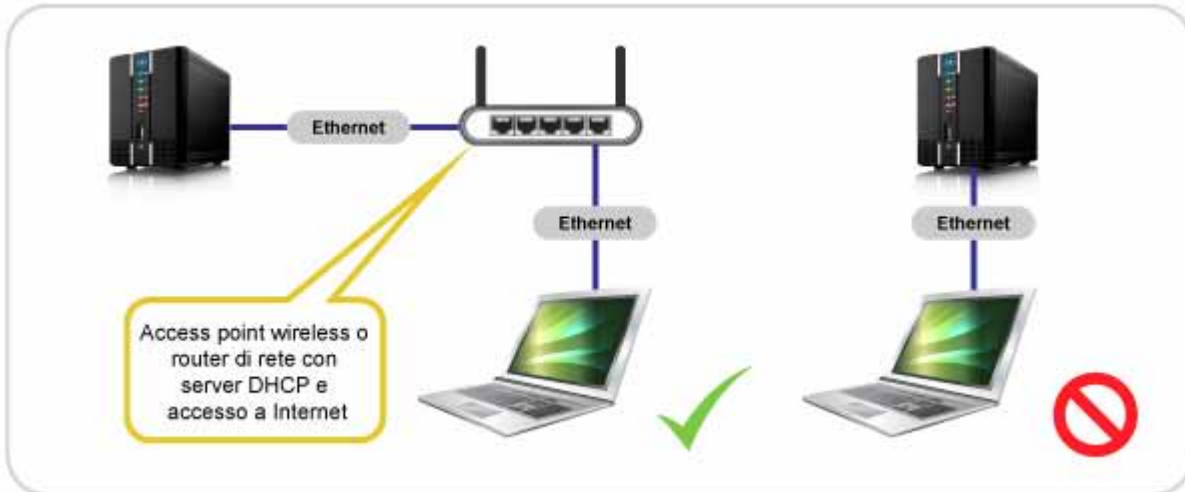 Ethernet
Ethernet
Ethernet
Access point wireless o
router di rete con
server DHCP e
accesso a Internet